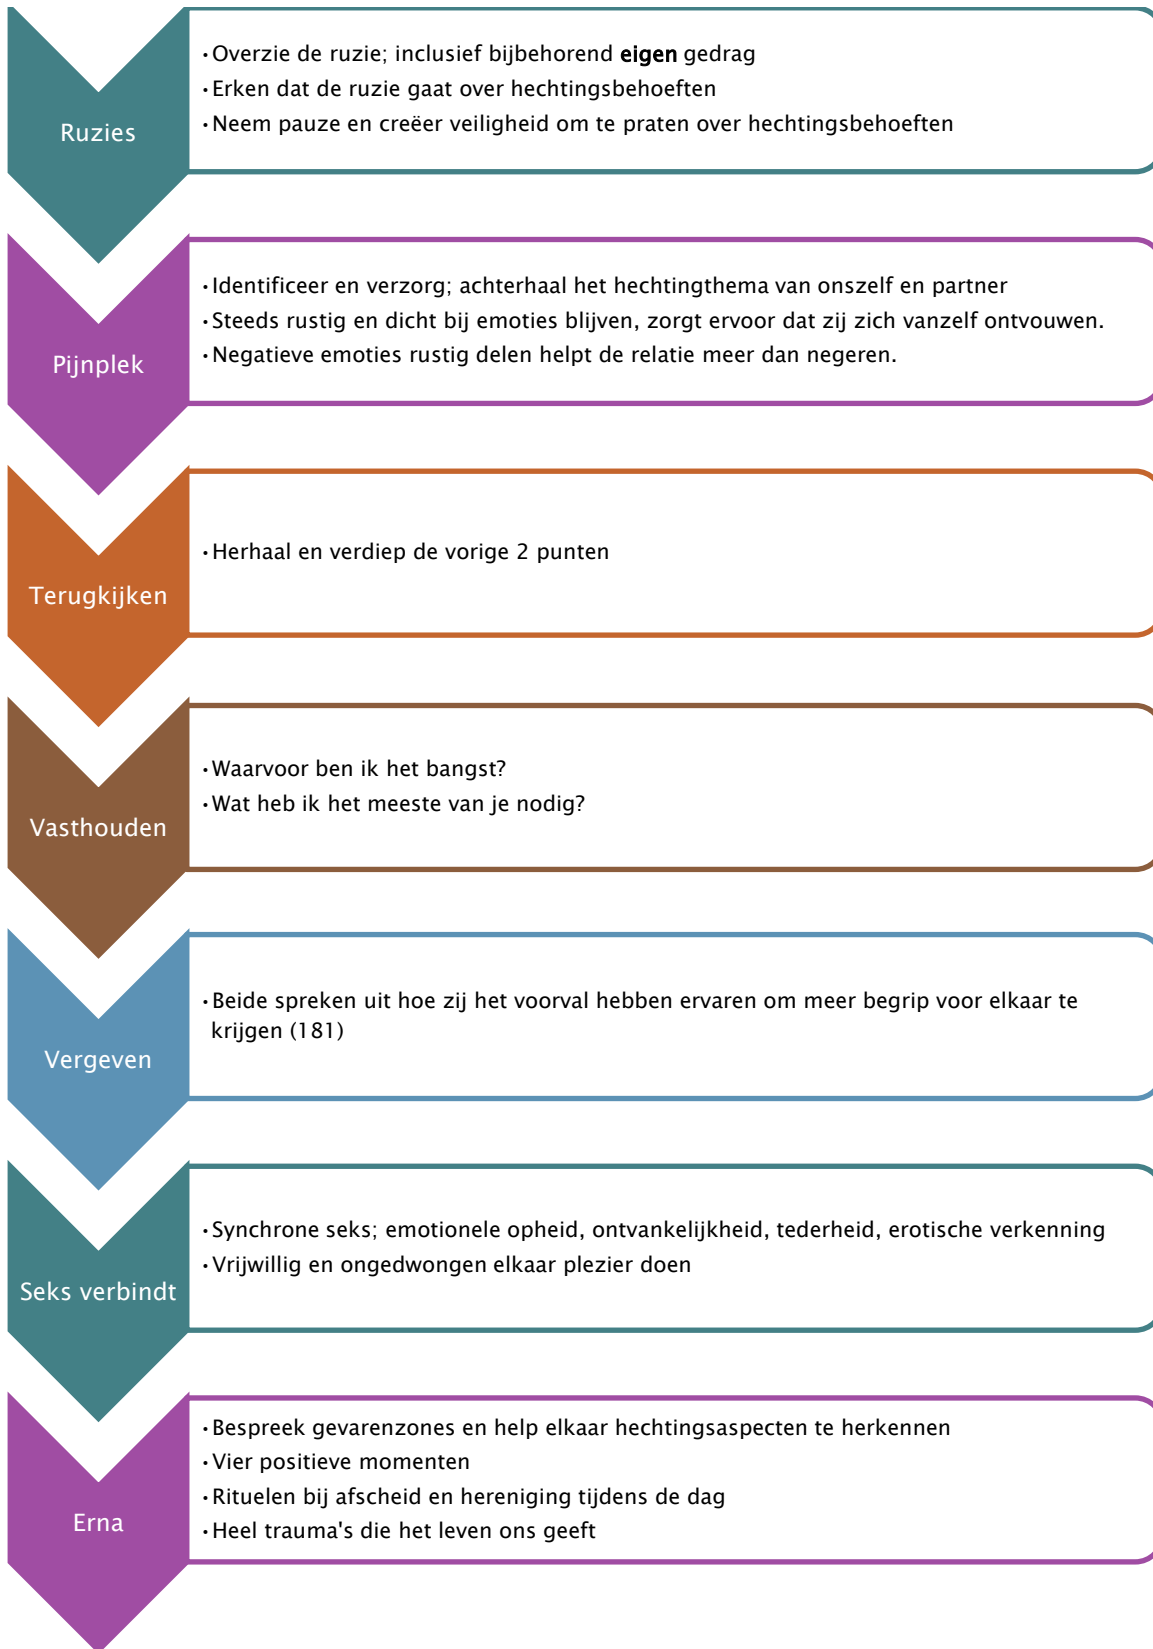 Ruzies
·Overzie de ruzie; inclusief bijbehorend eigen gedrag
·Erken dat de ruzie gaat over hechtingsbehoeften
·Neem pauze en creëer veiligheid om te praten over hechtingsbehoeften
Pijnplek
·Identificeer en verzorg; achterhaal het hechtingthema van onszelf en partner
·Steeds rustig en dicht bij emoties blijven, zorgt ervoor dat zij zich vanzelf ontvouwen.
·Negatieve emoties rustig delen helpt de relatie meer dan negeren.
Terugkijken
·Herhaal en verdiep de vorige 2 punten
Vasthouden
·Waarvoor ben ik het bangst?
·Wat heb ik het meeste van je nodig?
Vergeven
·Beide spreken uit hoe zij het voorval hebben ervaren om meer begrip voor elkaar te
krijgen (181)
Seks verbindt
·Synchrone seks; emotionele opheid, ontvankelijkheid, tederheid, erotische verkenning
·Vrijwillig en ongedwongen elkaar plezier doen
Erna
·Bespreek gevarenzones en help elkaar hechtingsaspecten te herkennen
·Vier positieve momenten
·Rituelen bij afscheid en hereniging tijdens de dag
·Heel trauma's die het leven ons geeft